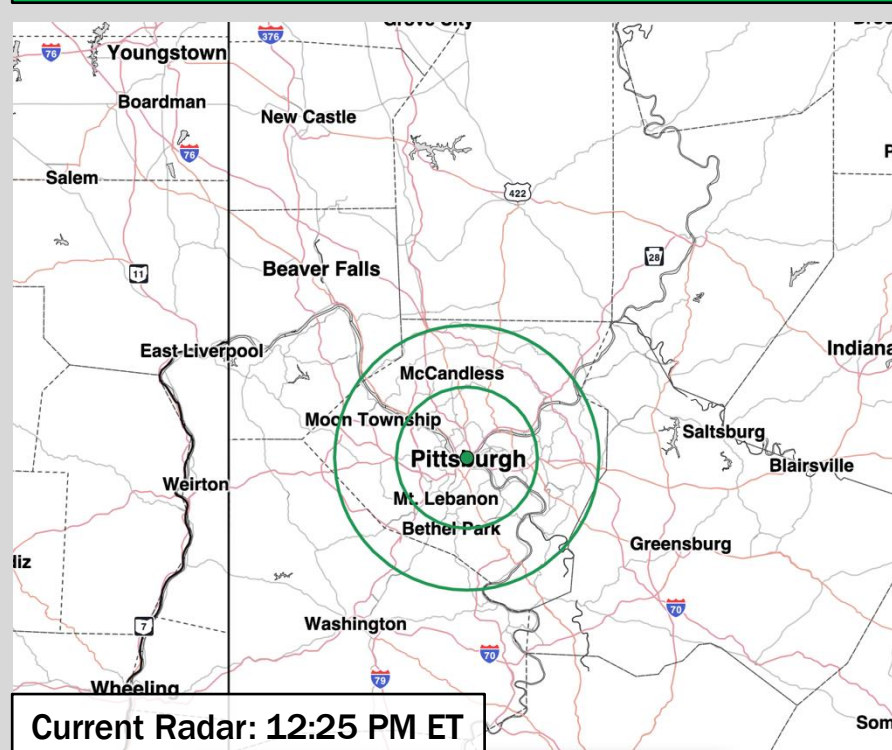 Grove City
376
76
Youngstown
Boardman
New Castle
76
Salem
422
Beaver Falls
28
11
East Liverpool
Indiana
McCandless
Moon Township
Saltsburg
Pittsburgh
Blairsville
Weirton
Mt. Lebanon
Bethel Park
Greensburg
70
Washington
7
70
79
Wheeling
Current Radar: 12:25 PM ET